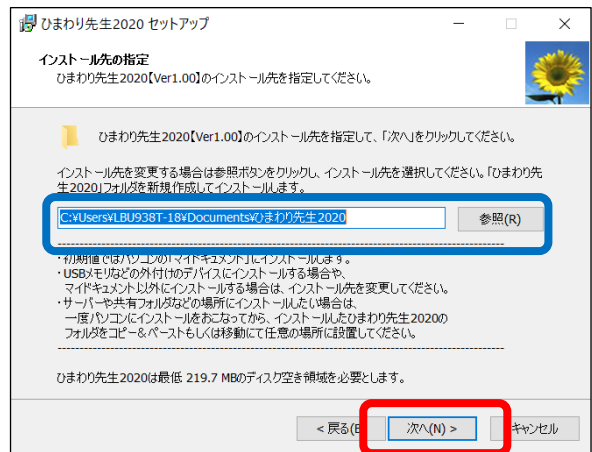 ひまわり先生2020 セットアップ
インストール先の指定
ひまわり先生2020【Ver1.00】のインストール先を指定してください。
ひまわり先生2020【Ver1.00】のインストール先を指定して、「次へ」をクリックしてください。
インストール先を変更する場合は参照ボタンをクリックし、インストール先を選択してください。「ひまわり先
生2020」フォルダを新規作成してインストールします。
C:¥Users¥LBU938T-18¥Documents¥ひまわり先生2020
参照(R)
・初期値ではパソコンの「マイドキュメント」にインストールします。
・USBメモリなどの外付けのデバイスにインストールする場合や、
マイドキュメント以外にインストールする場合は、インストール先を変更してください。
・サーバーや共有フォルダなどの場所にインストールしたい場合は、
一度パソコンにインストールをおこなってから、インストールしたひまわり先生2020の
フォルダをコピー＆ペーストもしくは移動にて任意の場所に設置してください。
ひまわり先生2020は最低 219.7 MBのディスク空き領域を必要とします。
< 戻る(B
次へ(N) >
キャンセル